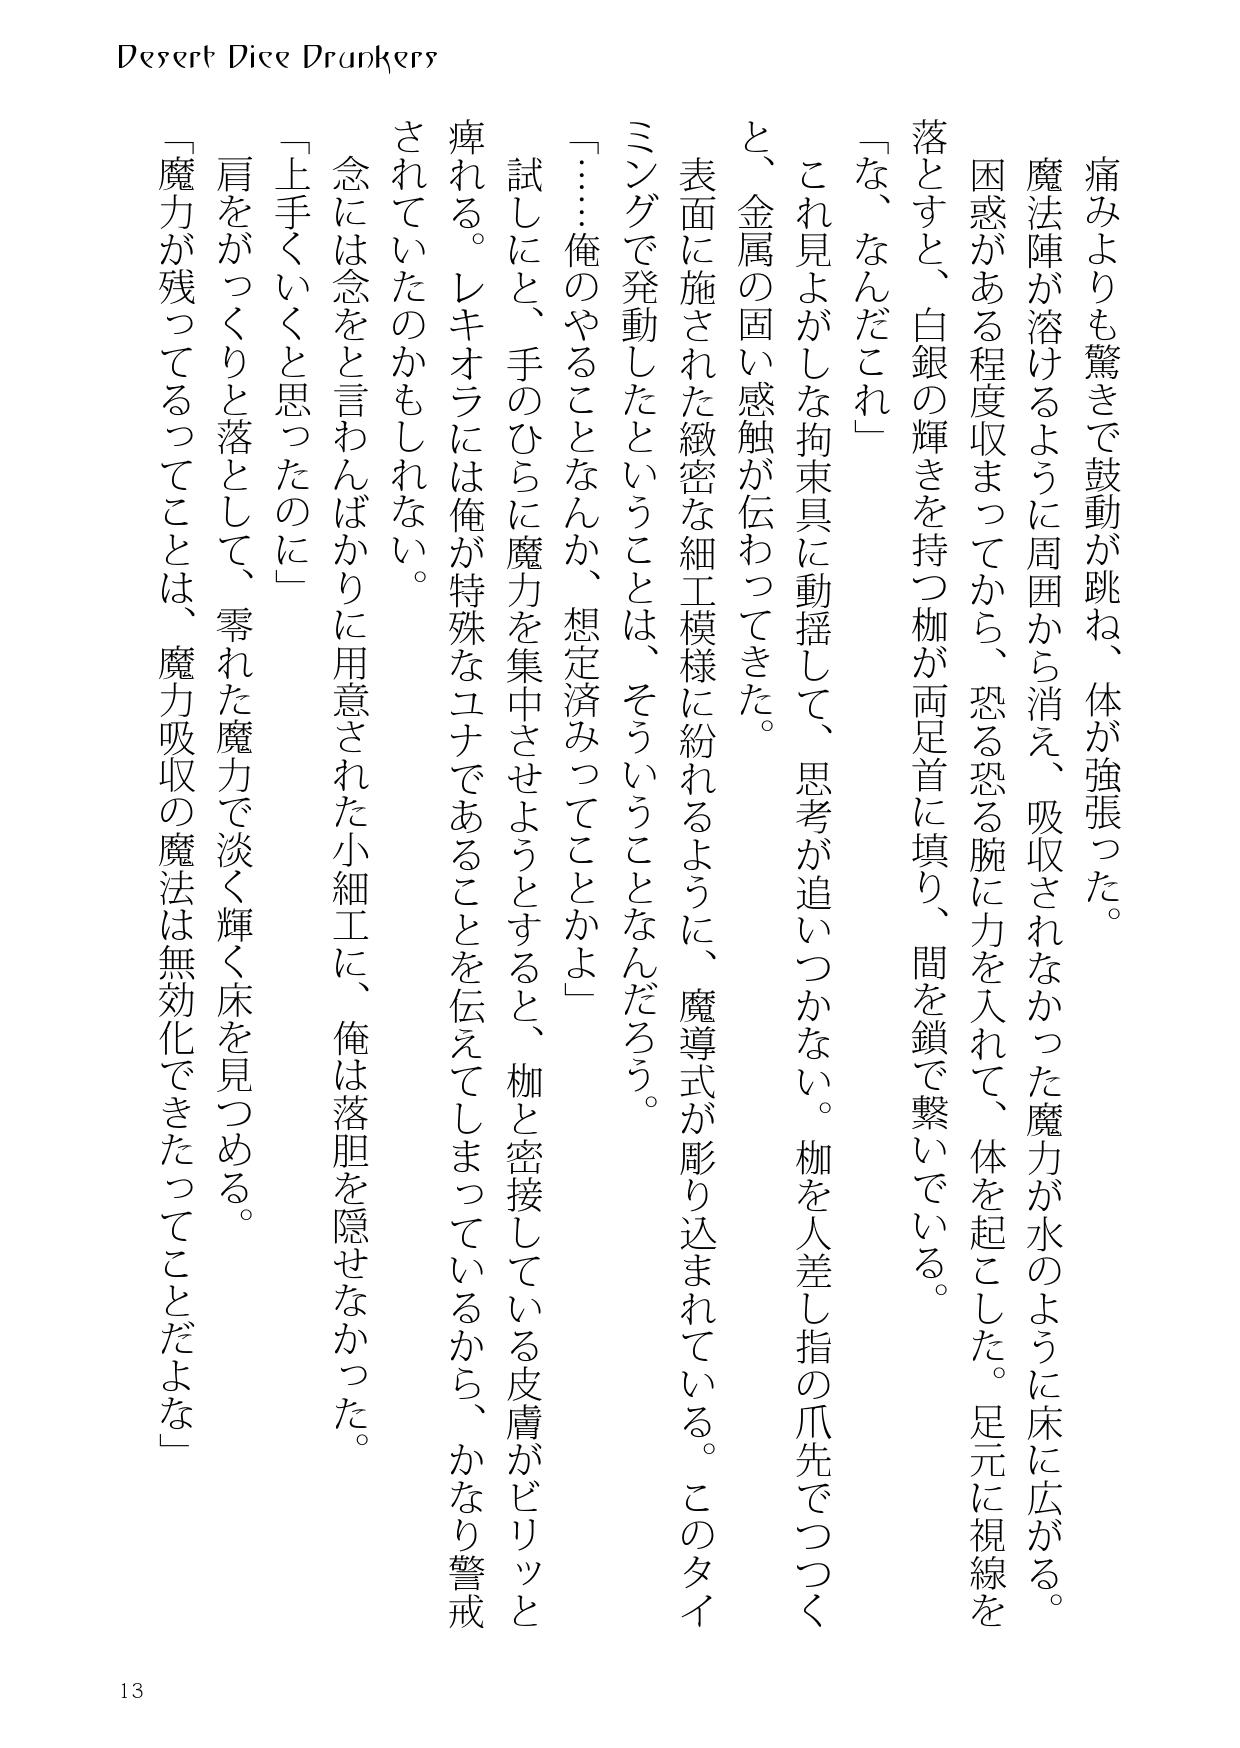 Desert Dice Drunkers
　痛みよりも驚きで鼓動が跳ね、体が強張った。
　魔法陣が溶けるように周囲から消え、吸収されなかった魔力が水のように床に広がる。
　困惑がある程度収まってから、恐る恐る腕に力を入れて、体を起こした。足元に視線を
落とすと、白銀の輝きを持つ枷が両足首に填り、間を鎖で繋いでいる。
「な、なんだこれ」
　これ見よがしな拘束具に動揺して、思考が追いつかない。枷を人差し指の爪先でつつく
と、金属の固い感触が伝わってきた。
　表面に施された緻密な細工模様に紛れるように、魔導式が彫り込まれている。このタイ
ミングで発動したということは、そういうことなんだろう。
「……俺のやることなんか、想定済みってことかよ」
　試しにと、手のひらに魔力を集中させようとすると、枷と密接している皮膚がビリッと
痺れる。レキオラには俺が特殊なユナであることを伝えてしまっているから、かなり警戒
されていたのかもしれない。
　念には念をと言わんばかりに用意された小細工に、俺は落胆を隠せなかった。
「上手くいくと思ったのに」
　肩をがっくりと落として、零れた魔力で淡く輝く床を見つめる。
「魔力が残ってるってことは、魔力吸収の魔法は無効化できたってことだよな」
13